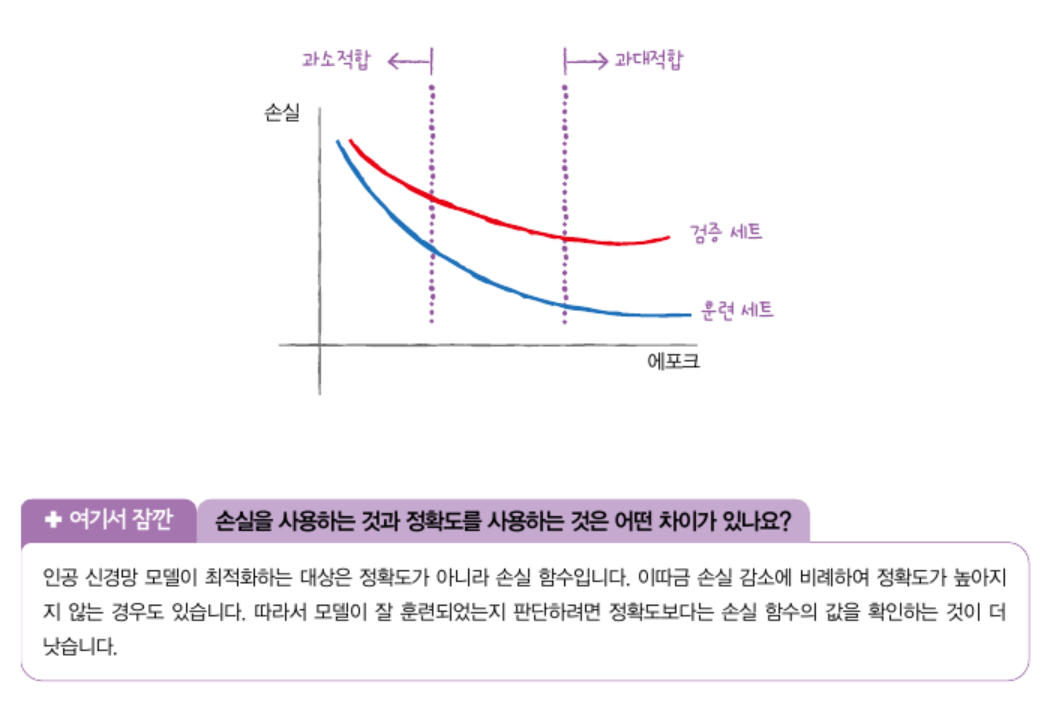 과소적합
과대적합
손실
검증 세트
훈련 세트
에포크
여기서 잠깐
손실을 사용하는 것과 정확도를 사용하는 것은 어떤 차이가 있나요?
인공 신경망 모델이 최적화하는 대상은 정확도가 아니라 손실 함수입니다. 이따금 손실 감소에 비례하여 정확도가 높아지
지 않는 경우도 있습니다. 따라서 모델이 잘 훈련되었는지 판단하려면 정확도보다는 손실 함수의 값을 확인하는 것이 더
낫습니다.